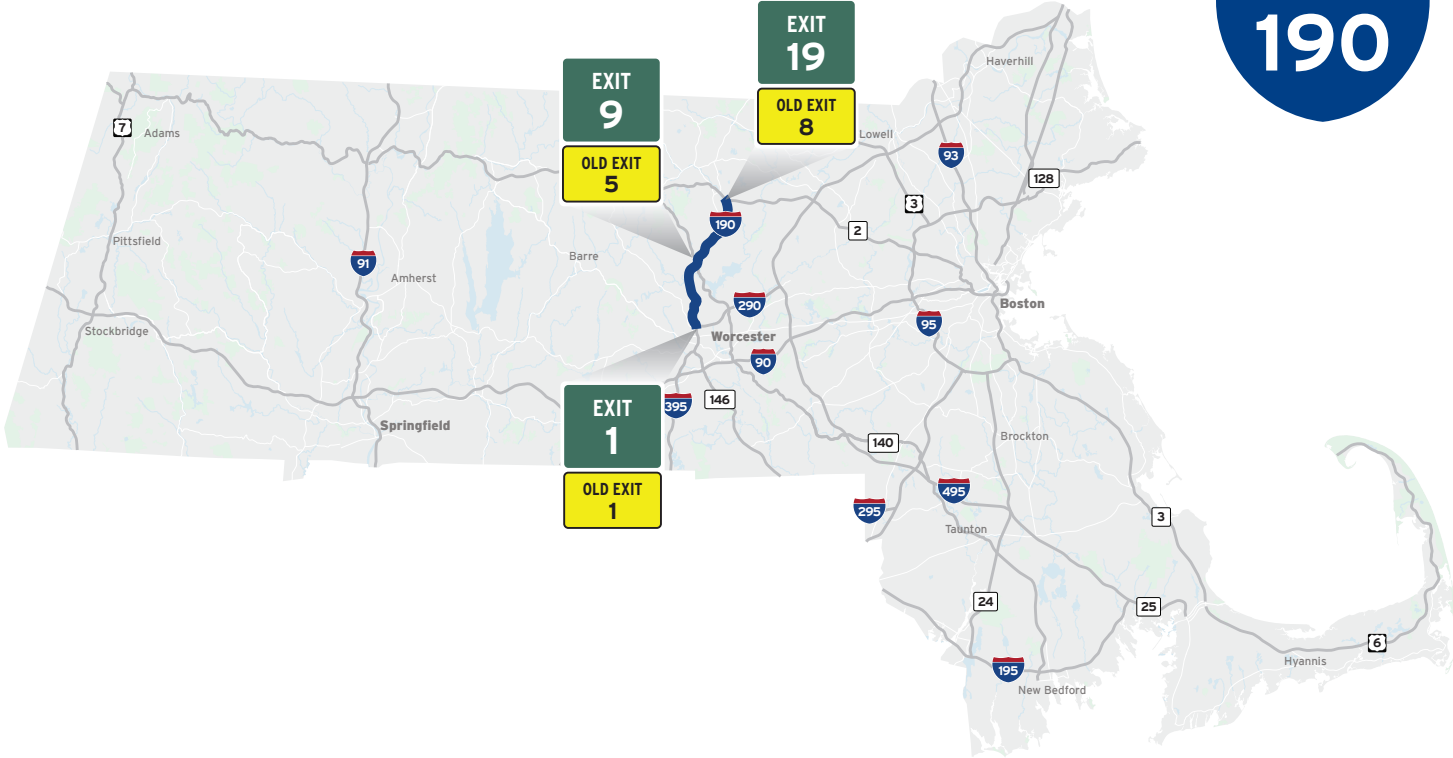 190
EXIT
19
OLD EXIT
8
EXIT
9
OLD EXIT
5
Haverhill
7
Adams
Lowell
93
128
3
190
2
Pittsfield
91
Amherst
Barre
290
Boston
Stockbridge
95
Worcester
90
EXIT
1
OLD EXIT
1
395
146
Springfield
140
Brockton
495
295
3
Taunton
24
25
6
Hyannis
195
New Bedford